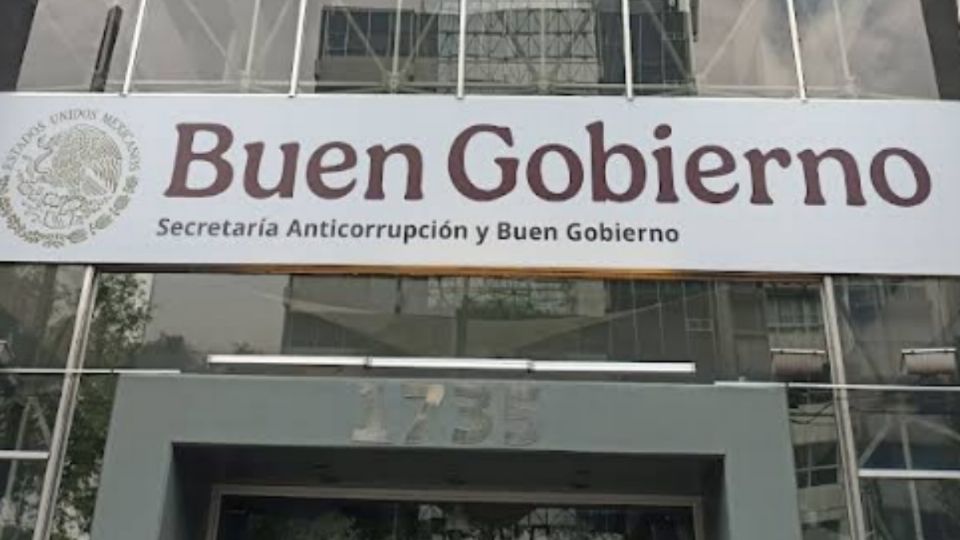 ESTADOS UNIDOS MEXICANOS
Buen Gobierno
Secretaría Anticorrupción y Buen Gobierno
1735